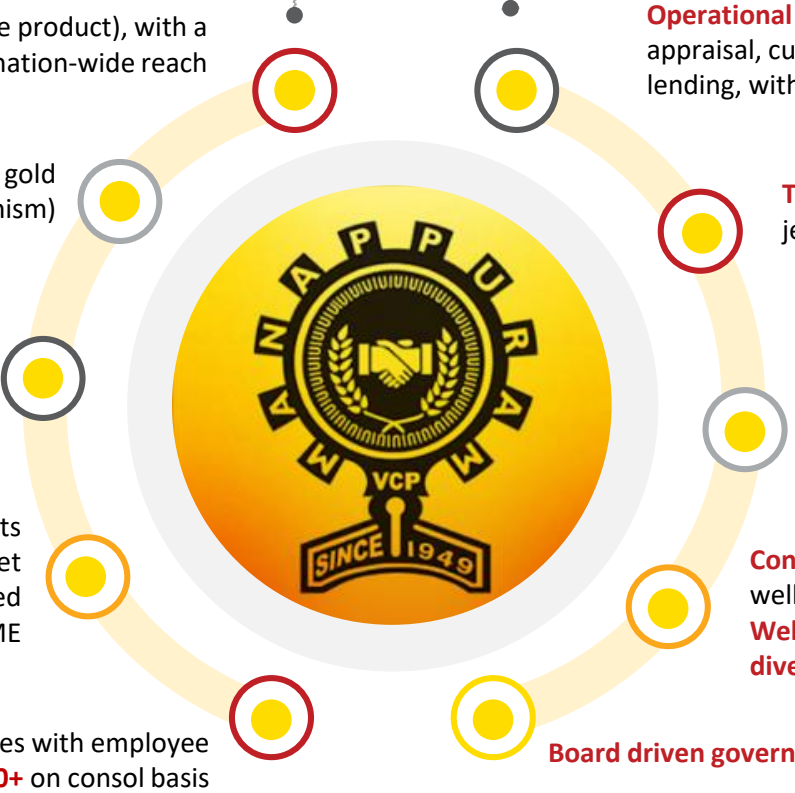 e product), with a
nation-wide reach
gold
nism)
ts
et
ed
ME
es with employee
0+ on consol basis
MANAPPURAM
VCP
SINCE 1949
Operational
appraisal, cu
lending, with
T
je
Con
well
Wel
dive
Board driven govern